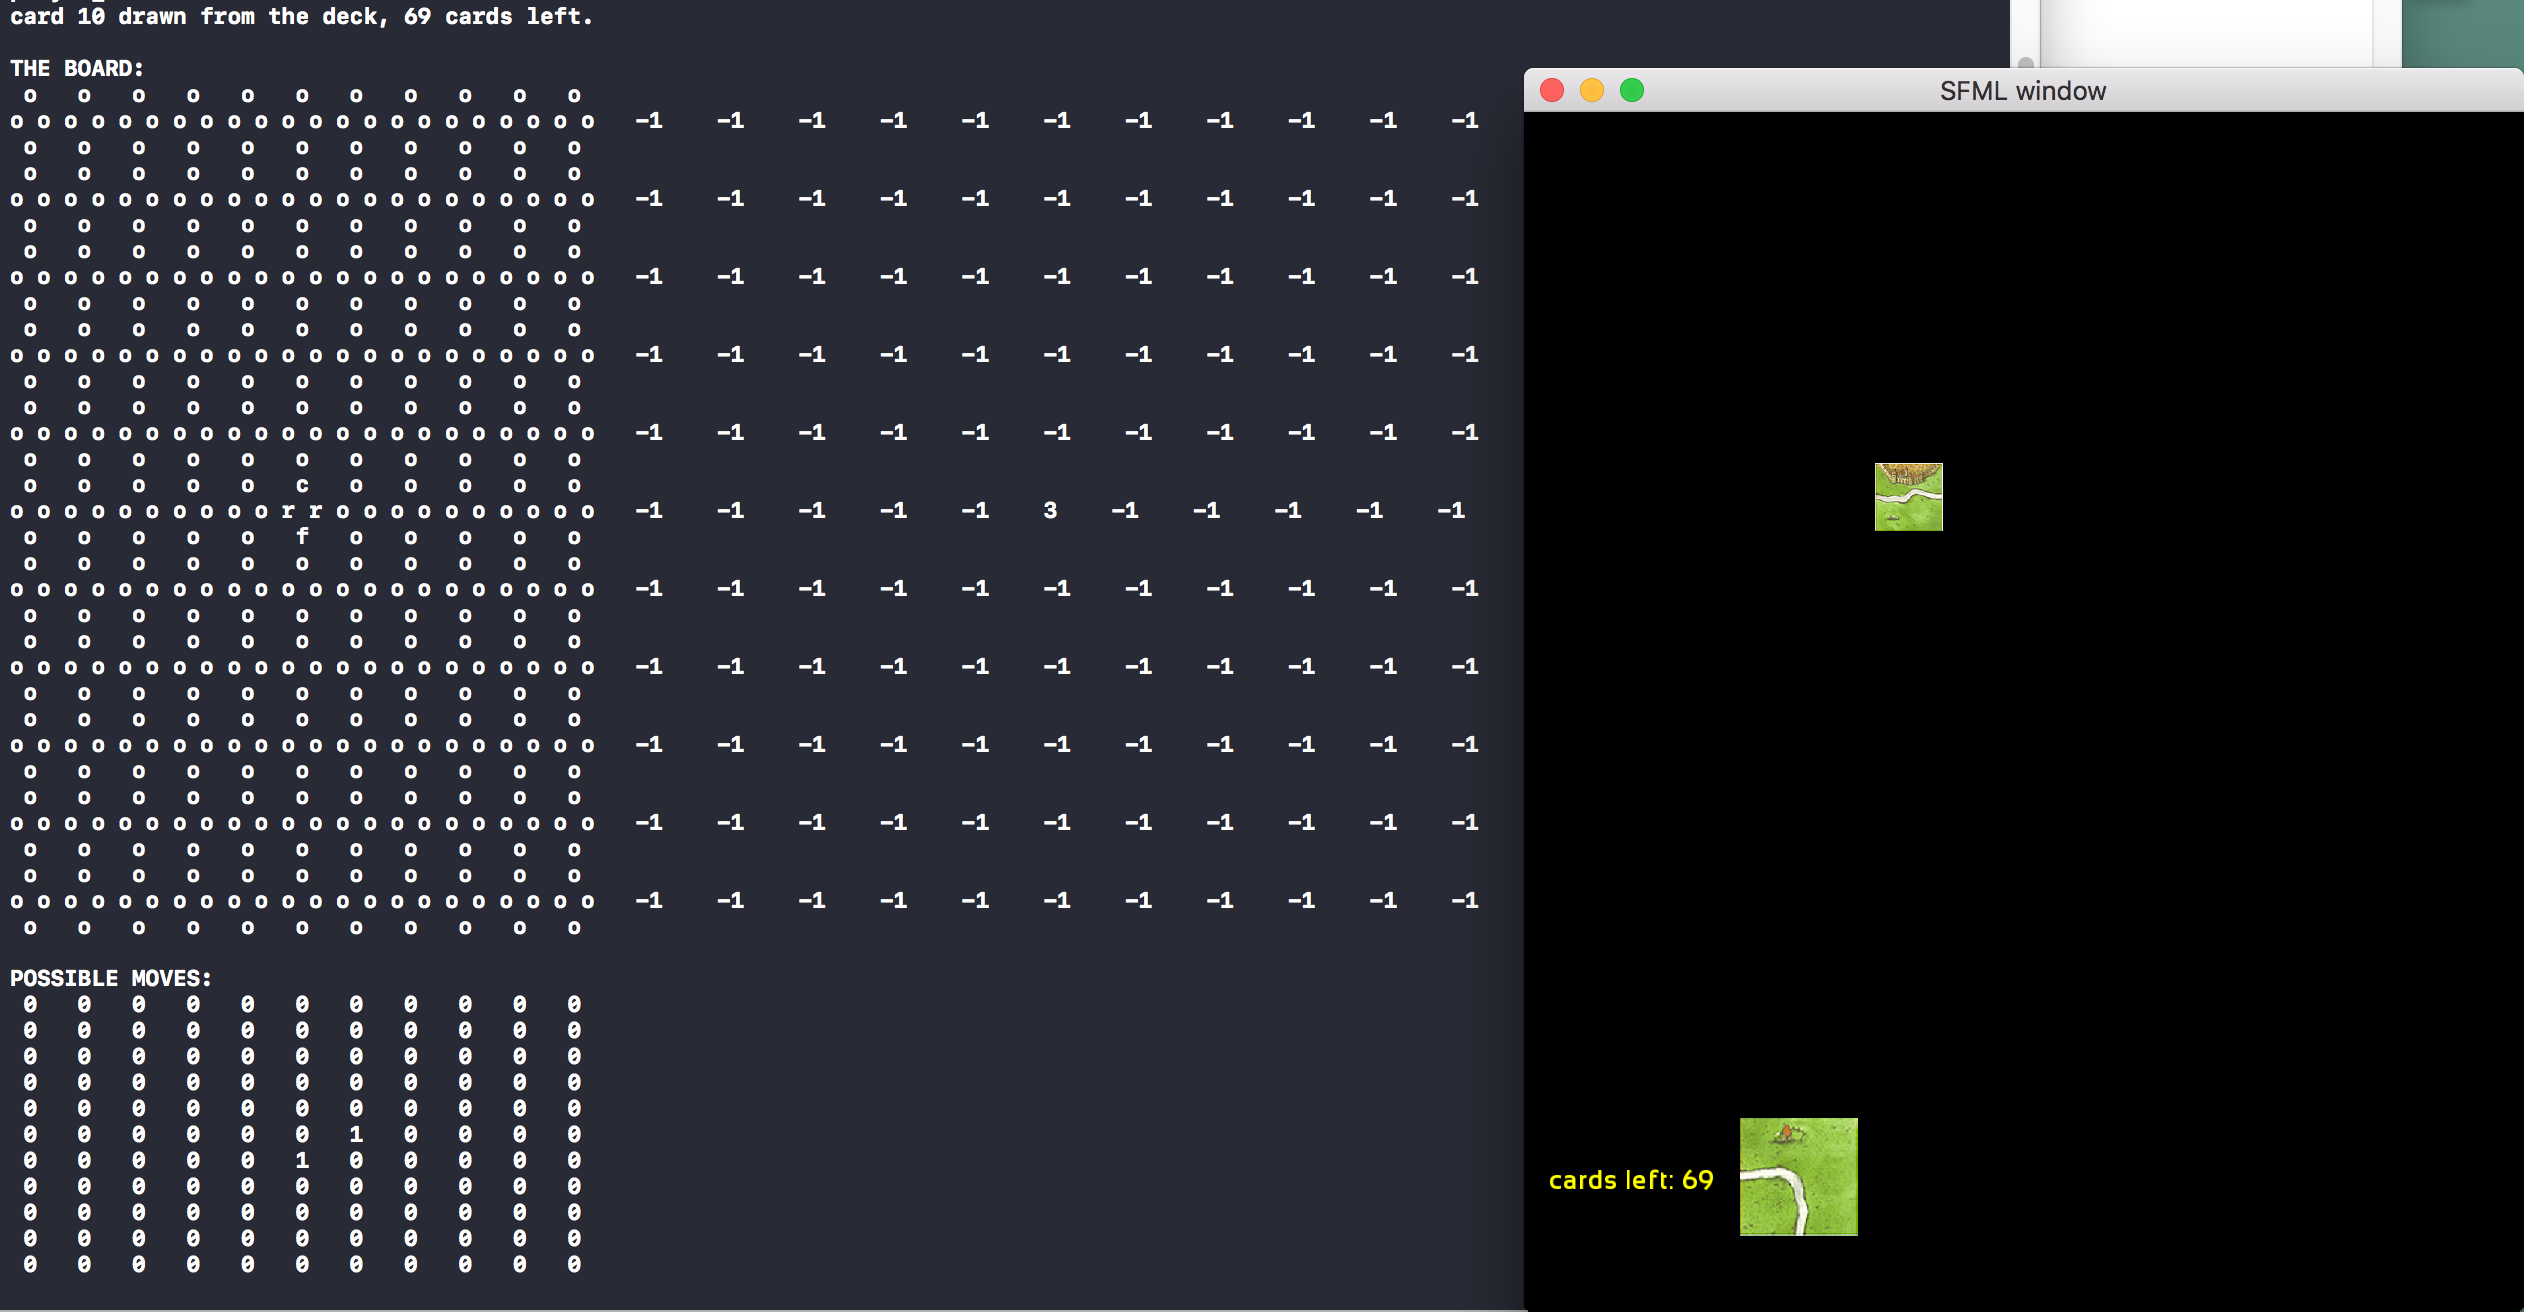 card 10 drawn from the deck, 69 cards left.
THE BOARD:
o o o o o o o o o o o
o o o o o o o o o o o o o o o o o o o o o o -1 -1 -1 -1 -1 -1 -1 -1 -1 -1 -1
o o o o o o o o o o o
o o o o o o o o o o o
o o o o o o o o o o o o o o o o o o o o o o -1 -1 -1 -1 -1 -1 -1 -1 -1 -1 -1
o o o o o o o o o o o
o o o o o o o o o o o
o o o o o o o o o o o o o o o o o o o o o o -1 -1 -1 -1 -1 -1 -1 -1 -1 -1 -1
o o o o o o o o o o o
o o o o o o o o o o o
o o o o o o o o o o o o o o o o o o o o o o -1 -1 -1 -1 -1 -1 -1 -1 -1 -1 -1
o o o o o o o o o o o
o o o o o o o o o o o
o o o o o o o o o o o o o o o o o o o o o o -1 -1 -1 -1 -1 -1 -1 -1 -1 -1 -1
o o o o o c o o o o o
o o o o o c o o o o o
o o o o o o o o o o r r o o o o o o o o o o -1 -1 -1 -1 -1 3 -1 -1 -1 -1 -1
o o o o o f o o o o o
o o o o o o o o o o o
o o o o o o o o o o o o o o o o o o o o o o -1 -1 -1 -1 -1 -1 -1 -1 -1 -1 -1
o o o o o o o o o o o
o o o o o o o o o o o
o o o o o o o o o o o o o o o o o o o o o o -1 -1 -1 -1 -1 -1 -1 -1 -1 -1 -1
o o o o o o o o o o o
o o o o o o o o o o o
o o o o o o o o o o o o o o o o o o o o o o -1 -1 -1 -1 -1 -1 -1 -1 -1 -1 -1
o o o o o o o o o o o
o o o o o o o o o o o
o o o o o o o o o o o o o o o o o o o o o o -1 -1 -1 -1 -1 -1 -1 -1 -1 -1 -1
o o o o o o o o o o o
o o o o o o o o o o o
o o o o o o o o o o o o o o o o o o o o o o -1 -1 -1 -1 -1 -1 -1 -1 -1 -1 -1
o o o o o o o o o o o
POSSIBLE MOVES:
0 0 0 0 0 0 0 0 0 0 0
0 0 0 0 0 0 0 0 0 0 0
0 0 0 0 0 0 0 0 0 0 0
0 0 0 0 0 0 0 0 0 0 0
0 0 0 0 0 0 0 0 0 0 0
0 0 0 0 0 0 1 0 0 0 0
0 0 0 0 0 1 0 0 0 0 0
0 0 0 0 0 0 0 0 0 0 0
0 0 0 0 0 0 0 0 0 0 0
0 0 0 0 0 0 0 0 0 0 0
0 0 0 0 0 0 0 0 0 0 0
SFML window
cards left: 69